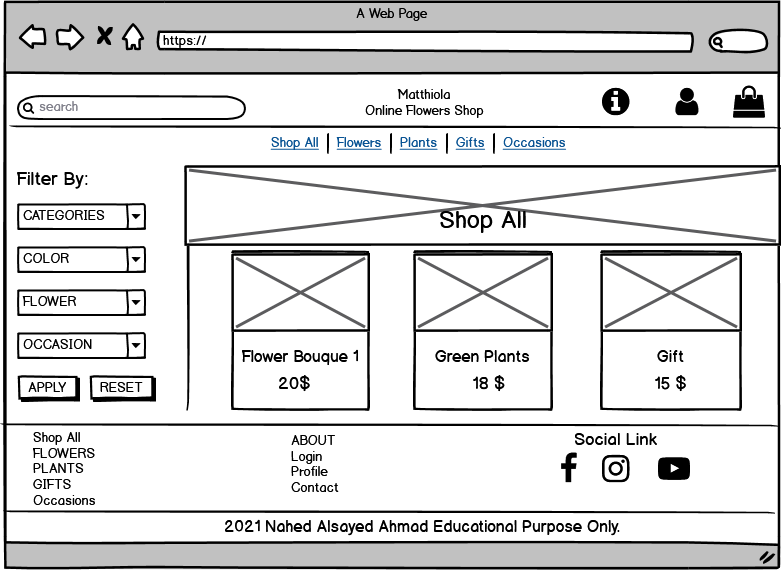 A Web Page
https://
search
Matthiola
Online Flowers Shop
Shop All | Flowers | Plants | Gifts | Occasions
Filter By:
CATEGORIES
COLOR
FLOWER
OCCASION
APPLY RESET
Shop All
Flower Bouque 1
20$
Green Plants
18 $
Gift
15 $
Shop All
FLOWERS
PLANTS
GIFTS
Occasions
ABOUT
Login
Profile
Contact
Social Link
2021 Nahed Alsayed Ahmad Educational Purpose Only.